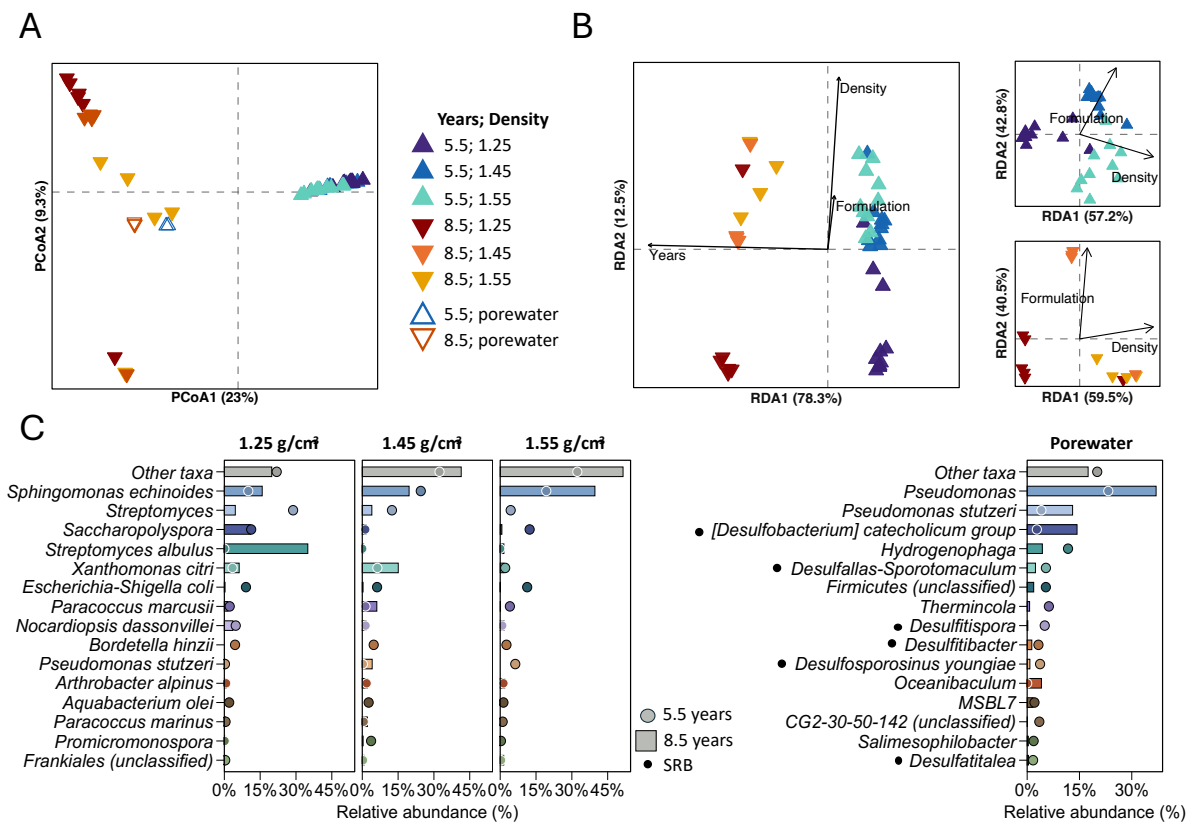 A
B
PCoA2 (9.3%)
PCoA1 (23%)
Years; Density
5.5; 1.25
5.5; 1.45
5.5; 1.55
8.5; 1.25
8.5; 1.45
8.5; 1.55
5.5; porewater
8.5; porewater
RDA2 (12.5%)
Density
Formulation
Years
RDA1 (78.3%)
RDA2 (42.8%)
Formulation
Density
RDA1 (57.2%)
RDA2 (40.5%)
Formulation
Density
RDA1 (59.5%)
C
1.25 g/cm³
1.45 g/cm³
1.55 g/cm³
Other taxa
Sphingomonas echinoides
Streptomyces
Saccharopolyspora
Streptomyces albulus
Xanthomonas citri
Escherichia-Shigella coli
Paracoccus marcusii
Nocardiopsis dassonvillei
Bordetella hinzii
Pseudomonas stutzeri
Arthrobacter alpinus
Aquabacterium olei
Paracoccus marinus
Promicromonospora
Frankiales (unclassified)
0% 15% 30% 45% 0% 15% 30% 45% 0% 15% 30% 45%
Relative abundance (%)
5.5 years
8.5 years
SRB
Porewater
Other taxa
Pseudomonas
Pseudomonas stutzeri
[Desulfobacterium] catecholicum group
Hydrogenophaga
Desulfallas-Sporotomaculum
Firmicutes (unclassified)
Thermincola
Desulfitispora
Desulfitibacter
Desulfosporosinus youngiae
Oceanibaculum
MSBL7
CG2-30-50-142 (unclassified)
Salimesophilobacter
Desulfatitalea
0% 15% 30%
Relative abundance (%)